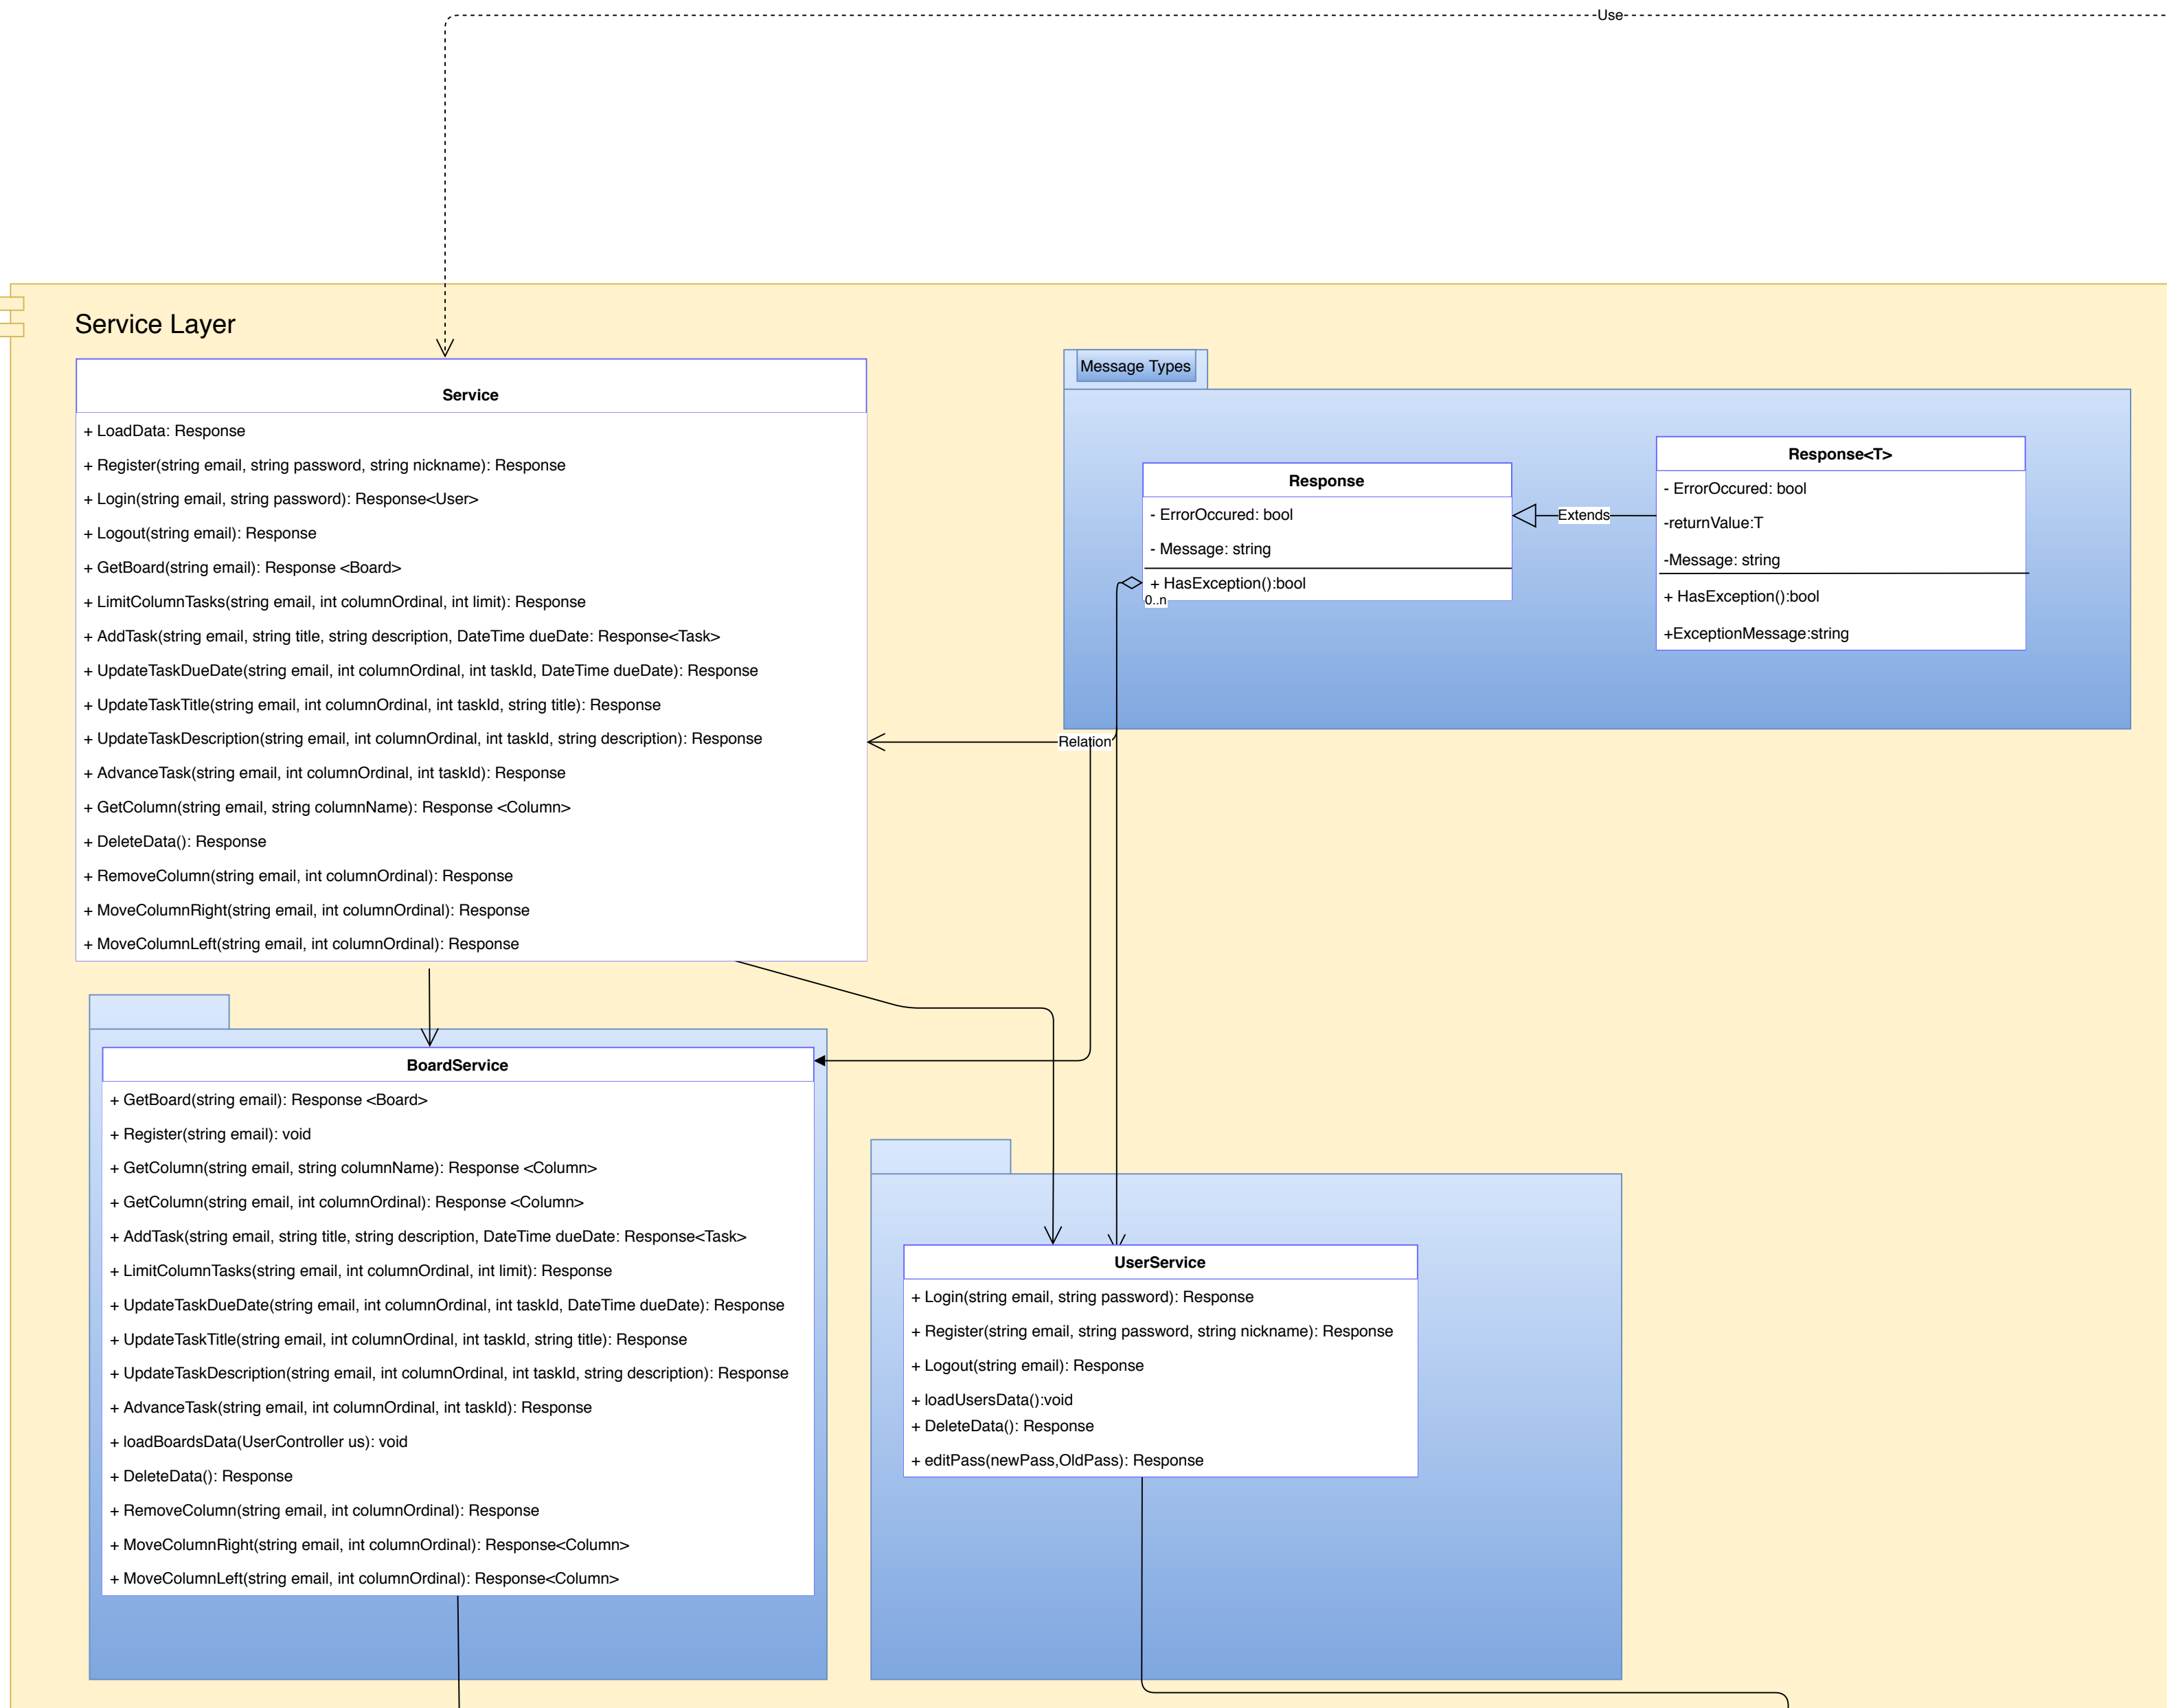 Use
Service Layer
Service
+ LoadData: Response
+ Register(string email, string password, string nickname): Response
+ Login(string email, string password): Response<User>
+ Logout(string email): Response
+ GetBoard(string email): Response <Board>
+ LimitColumnTasks(string email, int columnOrdinal, int limit): Response
+ AddTask(string email, string title, string description, DateTime dueDate: Response<Task>
+ UpdateTaskDueDate(string email, int columnOrdinal, int taskId, DateTime dueDate): Response
+ UpdateTaskTitle(string email, int columnOrdinal, int taskId, string title): Response
+ UpdateTaskDescription(string email, int columnOrdinal, int taskId, string description): Response
+ AdvanceTask(string email, int columnOrdinal, int taskId): Response
+ GetColumn(string email, string columnName): Response <Column>
+ DeleteData(): Response
+ RemoveColumn(string email, int columnOrdinal): Response
+ MoveColumnRight(string email, int columnOrdinal): Response
+ MoveColumnLeft(string email, int columnOrdinal): Response
Message Types
Response
- ErrorOccured: bool
- Message: string
+ HasException():bool
0..n
Extends
Response<T>
- ErrorOccured: bool
-returnValue:T
-Message: string
+ HasException():bool
+ExceptionMessage:string
Relation
BoardService
+ GetBoard(string email): Response <Board>
+ Register(string email): void
+ GetColumn(string email, string columnName): Response <Column>
+ GetColumn(string email, int columnOrdinal): Response <Column>
+ AddTask(string email, string title, string description, DateTime dueDate: Response<Task>
+ LimitColumnTasks(string email, int columnOrdinal, int limit): Response
+ UpdateTaskDueDate(string email, int columnOrdinal, int taskId, DateTime dueDate): Response
+ UpdateTaskTitle(string email, int columnOrdinal, int taskId, string title): Response
+ UpdateTaskDescription(string email, int columnOrdinal, int taskId, string description): Response
+ AdvanceTask(string email, int columnOrdinal, int taskId): Response
+ loadBoardsData(UserController us): void
+ DeleteData(): Response
+ RemoveColumn(string email, int columnOrdinal): Response
+ MoveColumnRight(string email, int columnOrdinal): Response<Column>
+ MoveColumnLeft(string email, int columnOrdinal): Response<Column>
UserService
+ Login(string email, string password): Response
+ Register(string email, string password, string nickname): Response
+ Logout(string email): Response
+ loadUsersData():void
+ DeleteData(): Response
+ editPass(newPass,OldPass): Response